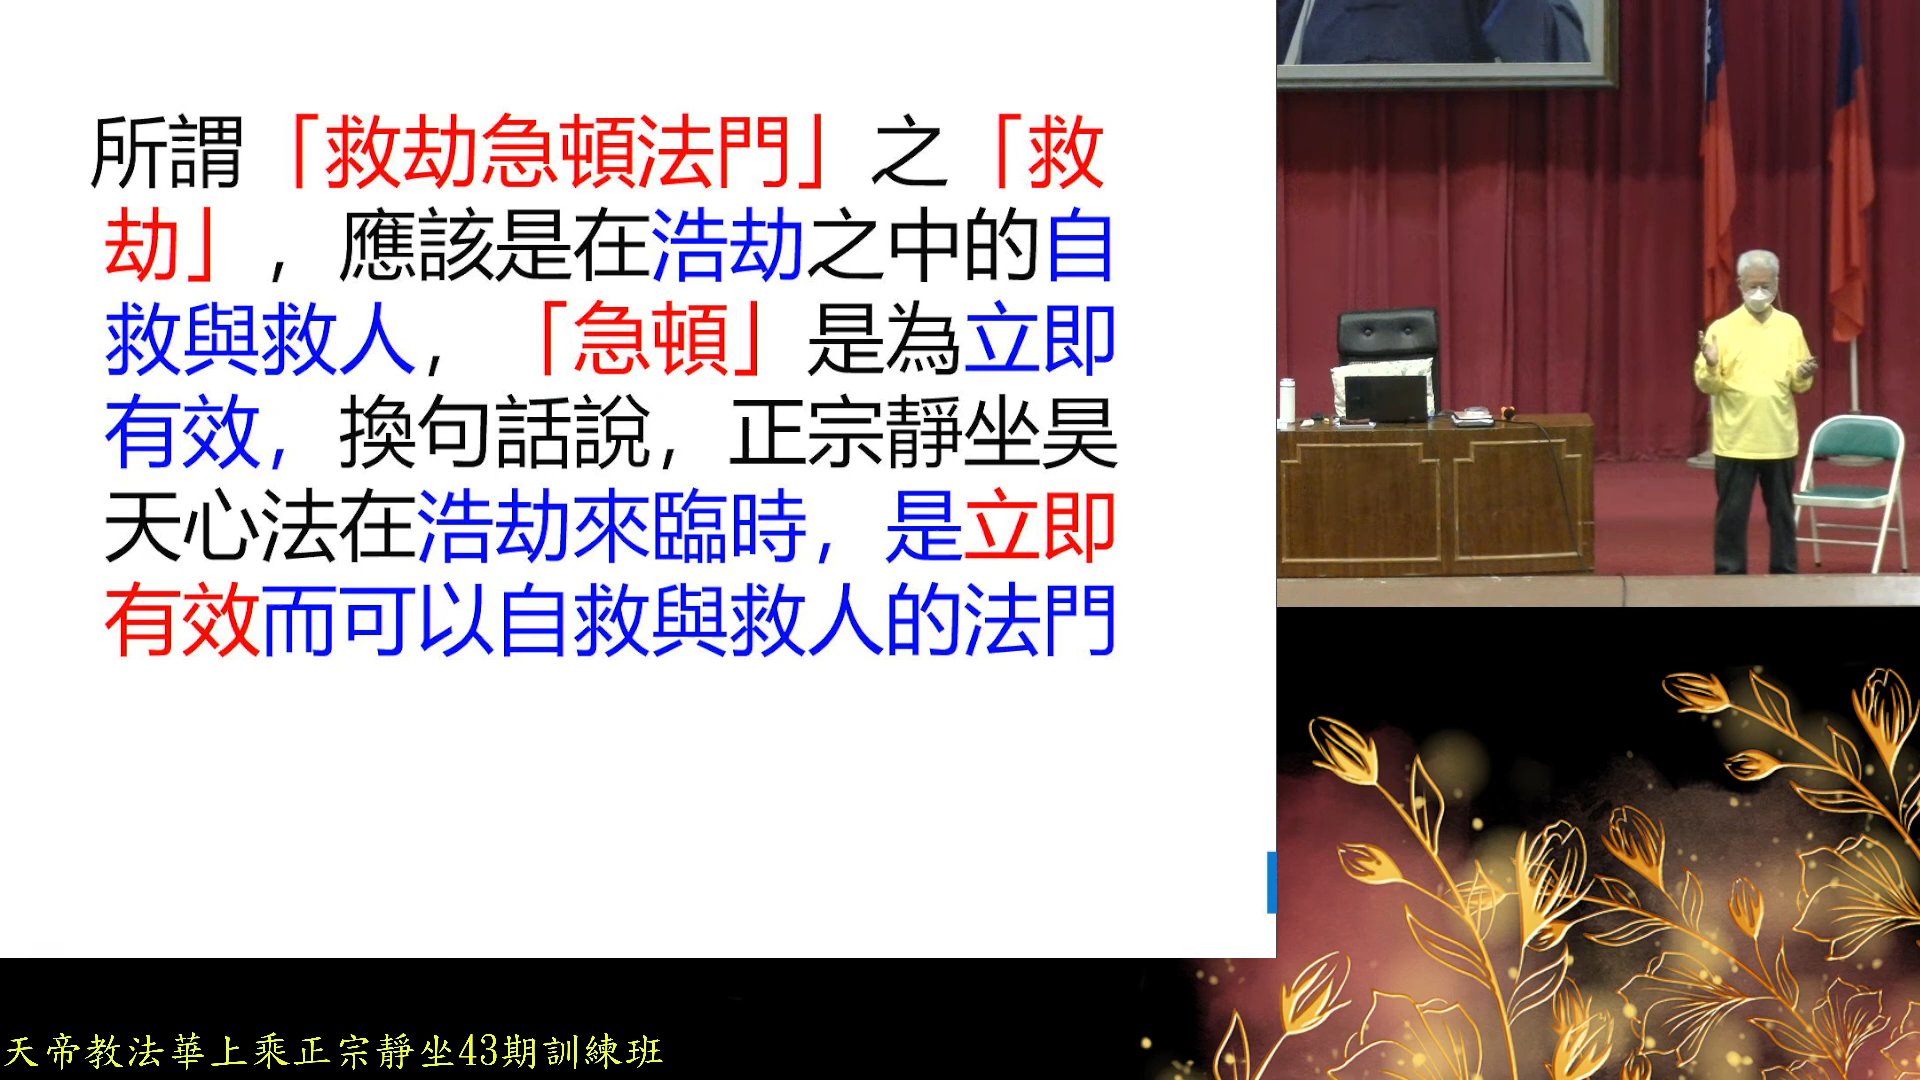 所謂「救劫急頓法門」之「救
劫」，應該是在浩劫之中的自
救與救人，「急頓」是為立即
有效，換句話說，正宗靜坐昊
天心法在浩劫來臨時，是立即
有效而可以自救與救人的法門
天帝教法華上乘正宗靜坐43期訓練班